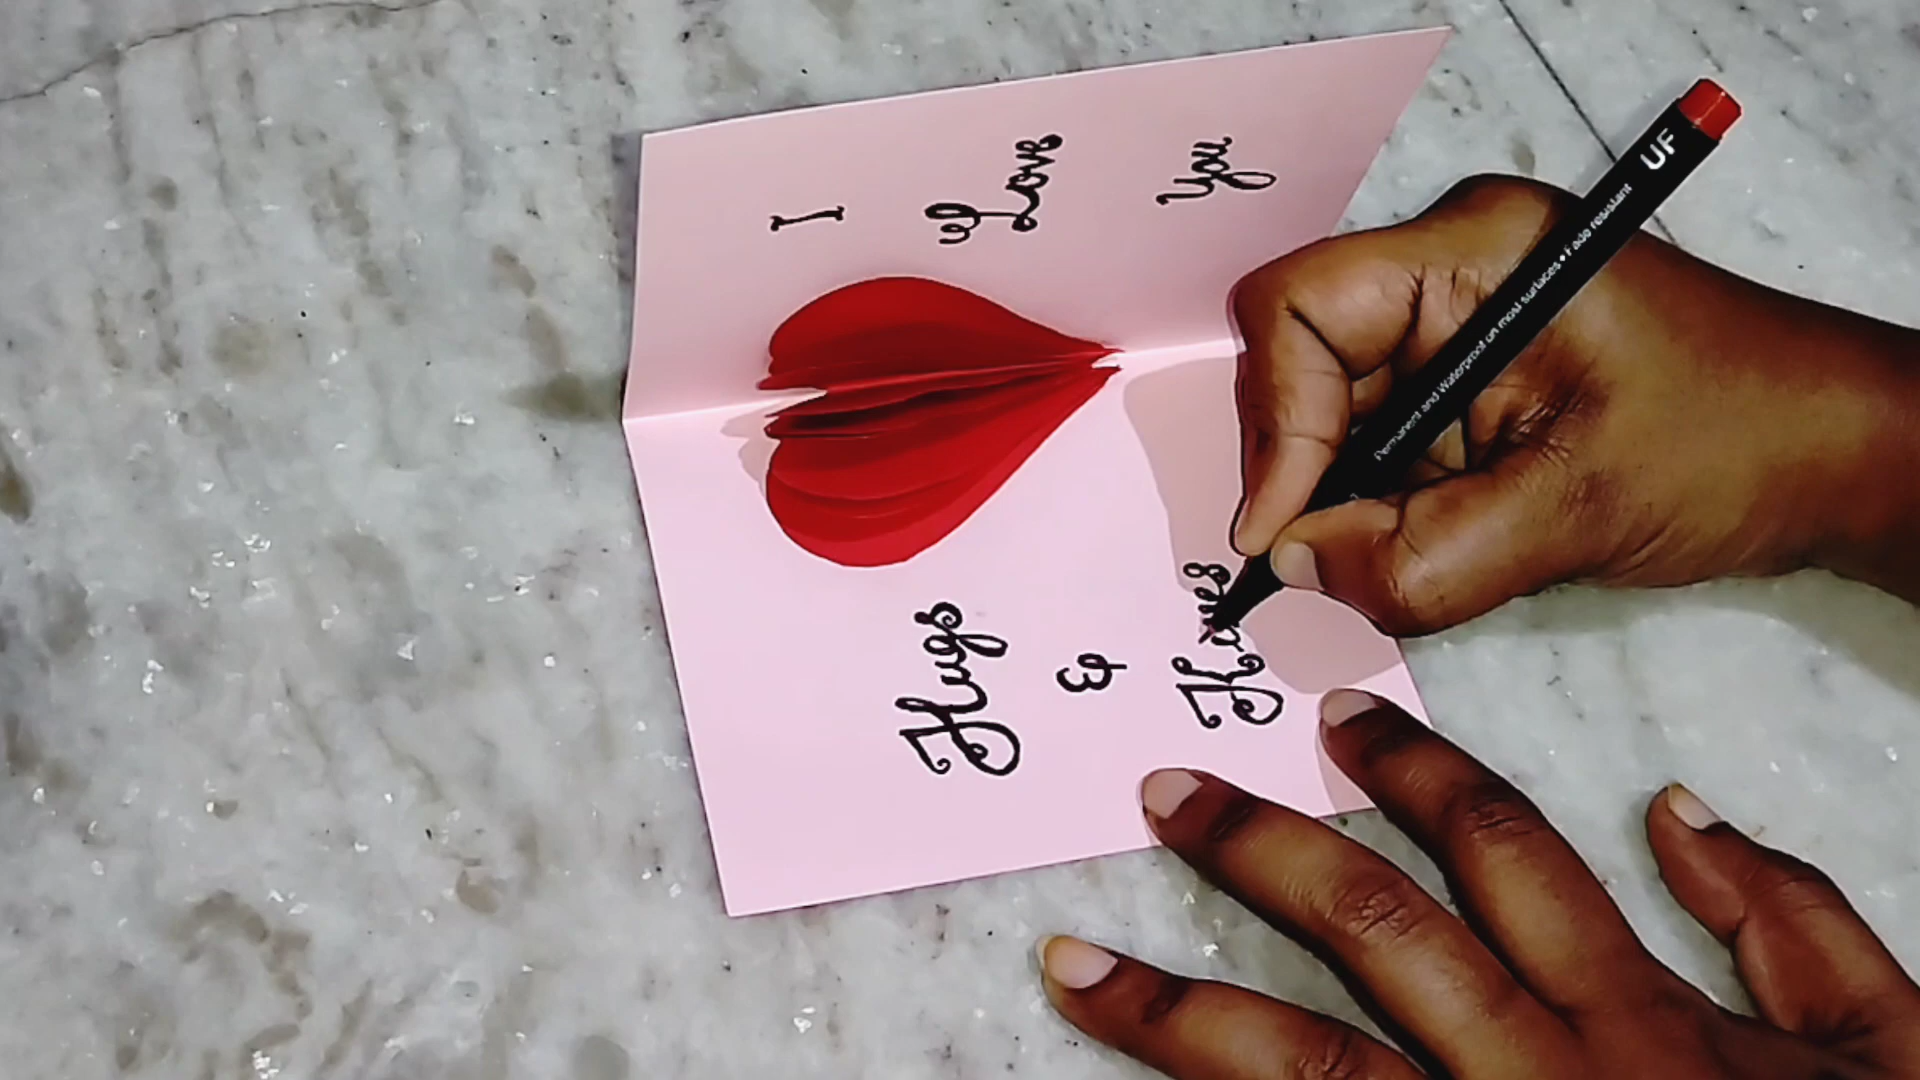 Hugs
&
Kisses
I
Love
You
Permanent and Waterproof on most surfaces • Fade resistant
UF